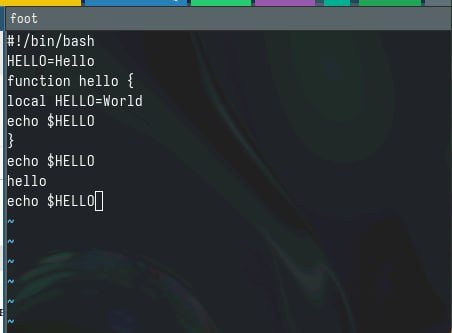 foot
#!/bin/bash
HELLO=Hello
function hello {
local HELLO=World
echo $HELLO
}
echo $HELLO
hello
echo $HELLO
~
~
~
~
~
~